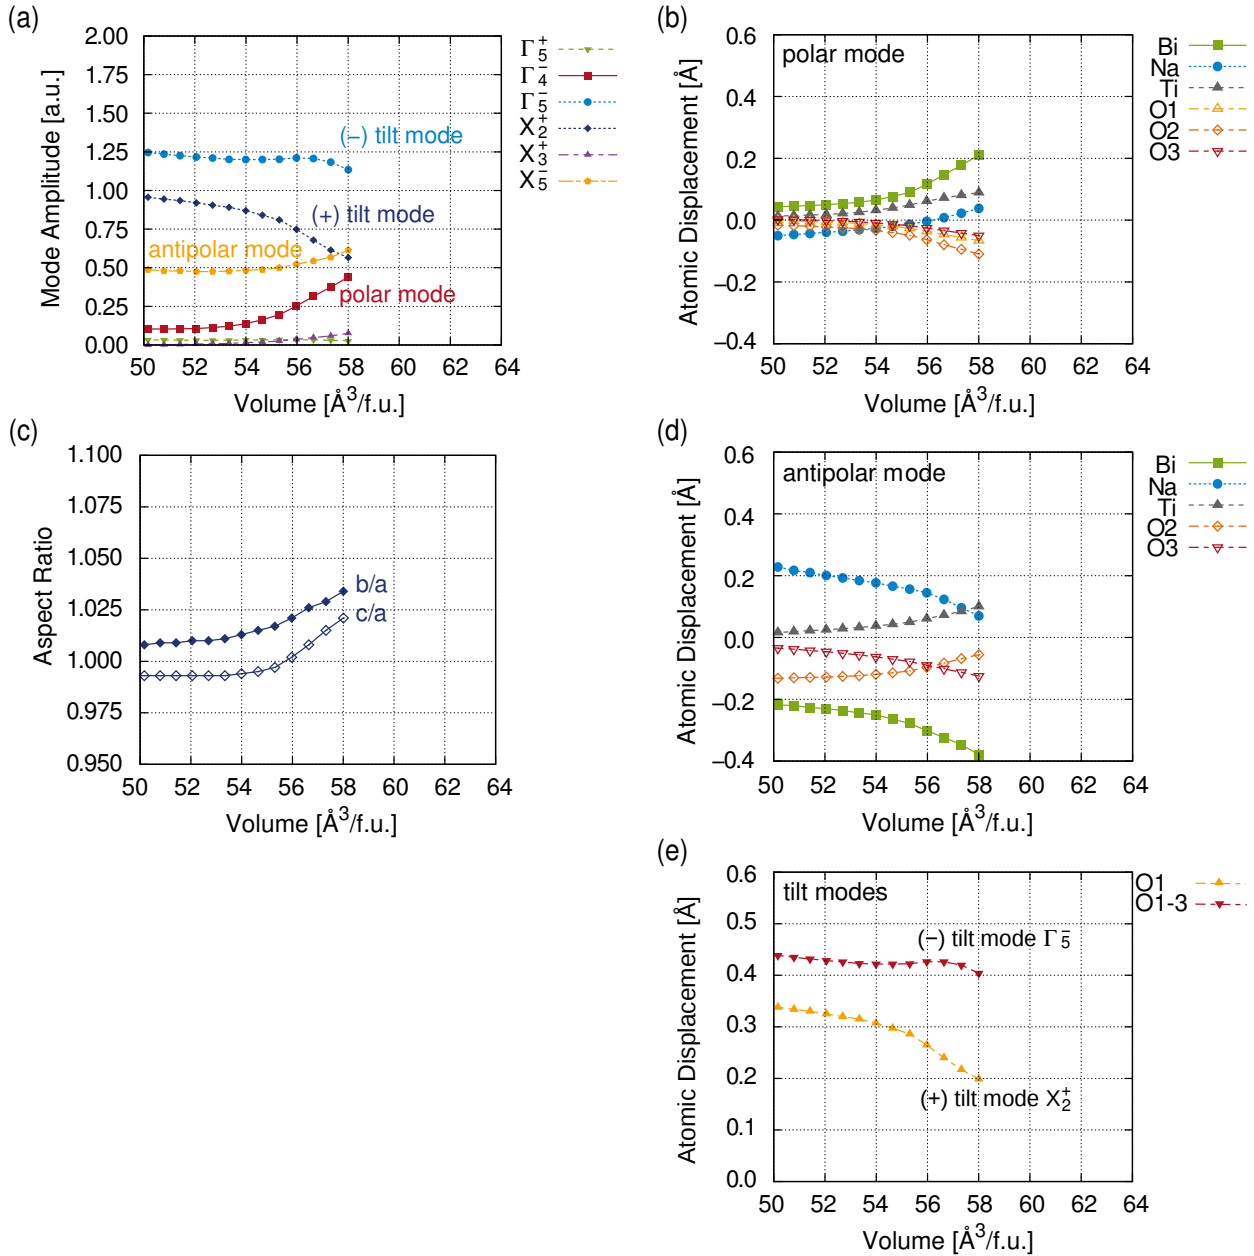 (a)
2.00
1.75
1.50
1.25
1.00
0.75
0.50
0.25
0.00
Mode Amplitude [a.u.]
(−) tilt mode
(+) tilt mode
antipolar mode
polar mode
50 52 54 56 58 60 62 64
Volume [Å³/f.u.]
Γ₅⁺
Γ₄⁻
Γ₅⁻
X₂⁺
X₃⁺
X₅⁻
(b)
polar mode
0.6
0.4
0.2
0.0
−0.2
−0.4
Atomic Displacement [Å]
50 52 54 56 58 60 62 64
Volume [Å³/f.u.]
Bi
Na
Ti
O1
O2
O3
(c)
1.100
1.075
1.050
1.025
1.000
0.975
0.950
Aspect Ratio
b/a
c/a
50 52 54 56 58 60 62 64
Volume [Å³/f.u.]
(d)
antipolar mode
0.6
0.4
0.2
0.0
−0.2
−0.4
Atomic Displacement [Å]
50 52 54 56 58 60 62 64
Volume [Å³/f.u.]
Bi
Na
Ti
O2
O3
(e)
tilt modes
0.6
0.5
0.4
0.3
0.2
0.1
0.0
Atomic Displacement [Å]
(−) tilt mode Γ₅⁻
(+) tilt mode X₂⁺
50 52 54 56 58 60 62 64
Volume [Å³/f.u.]
O1
O1-3